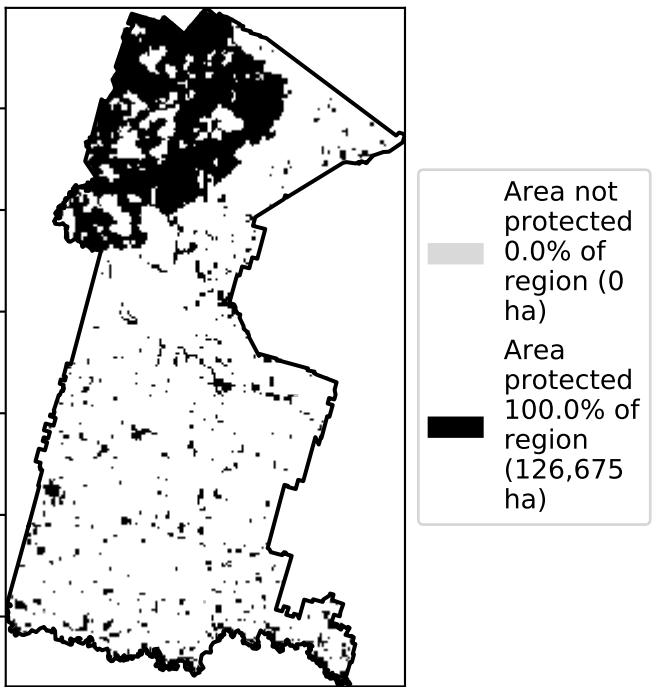 Area not
protected
0.0% of
region (0
ha)
Area
protected
100.0% of
region
(126,675
ha)